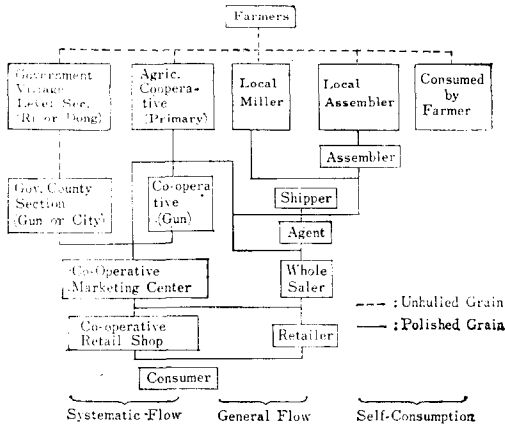 Farmers
Government
Village
Level Sec.
(Ri or Dong)
Agric.
Coopera-
tive
(Primary)
Local
Miller
Local
Assembler
Consumed
by
Farmer
Assembler
Gov. County
Section
(Gun or City)
Co-opera
tive
(Gun)
Shipper
Agent
Co-Operative
Marketing Center
Whole
Saler
--- : Unhulled Grain
— : Polished Grain
Co-operative
Retail Shop
Retailer
Consumer
Systematic-Flow
General Flow
Self-Consumption